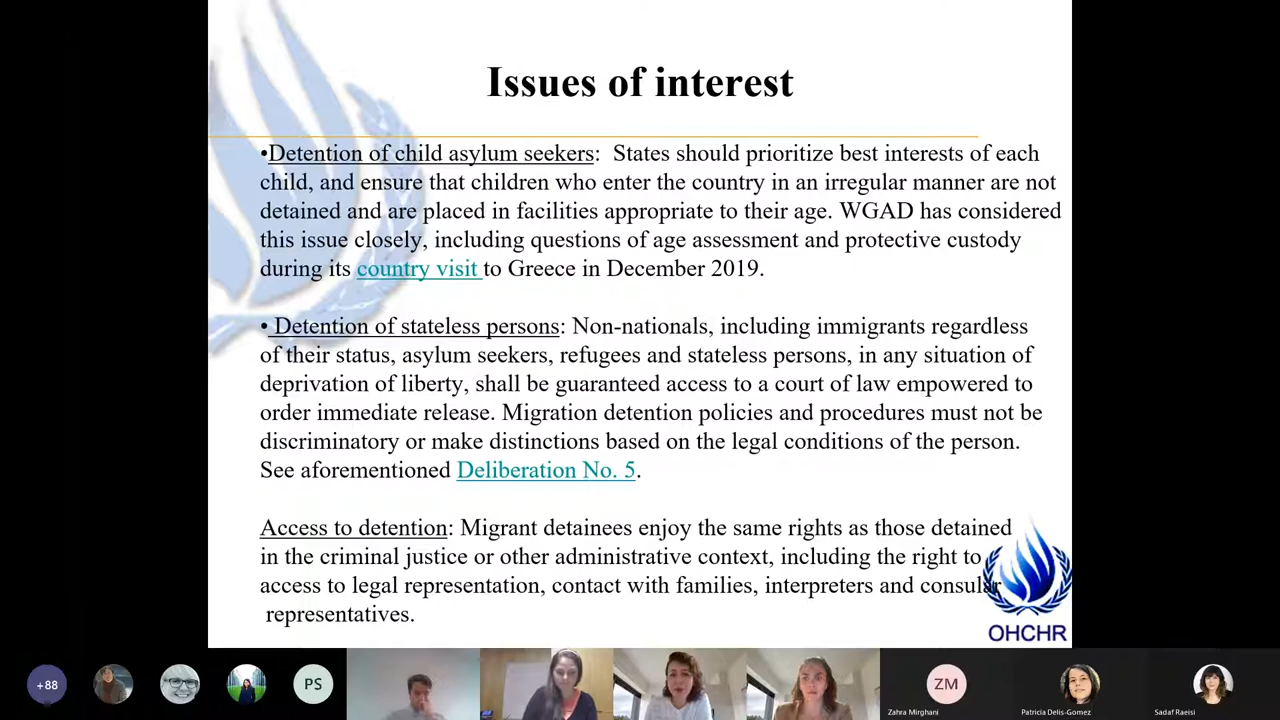 Issues of interest
•Detention of child asylum seekers:  States should prioritize best interests of each
child, and ensure that children who enter the country in an irregular manner are not
detained and are placed in facilities appropriate to their age. WGAD has considered
this issue closely, including questions of age assessment and protective custody
during its country visit to Greece in December 2019.
• Detention of stateless persons: Non-nationals, including immigrants regardless
of their status, asylum seekers, refugees and stateless persons, in any situation of
deprivation of liberty, shall be guaranteed access to a court of law empowered to
order immediate release. Migration detention policies and procedures must not be
discriminatory or make distinctions based on the legal conditions of the person.
See aforementioned Deliberation No. 5.
Access to detention: Migrant detainees enjoy the same rights as those detained
in the criminal justice or other administrative context, including the right to
access to legal representation, contact with families, interpreters and consular
representatives.
OHCHR
+88
PS
ZM
Zahra Mirghani
Patricia Delis-Gomez
Sadaf Raeisi